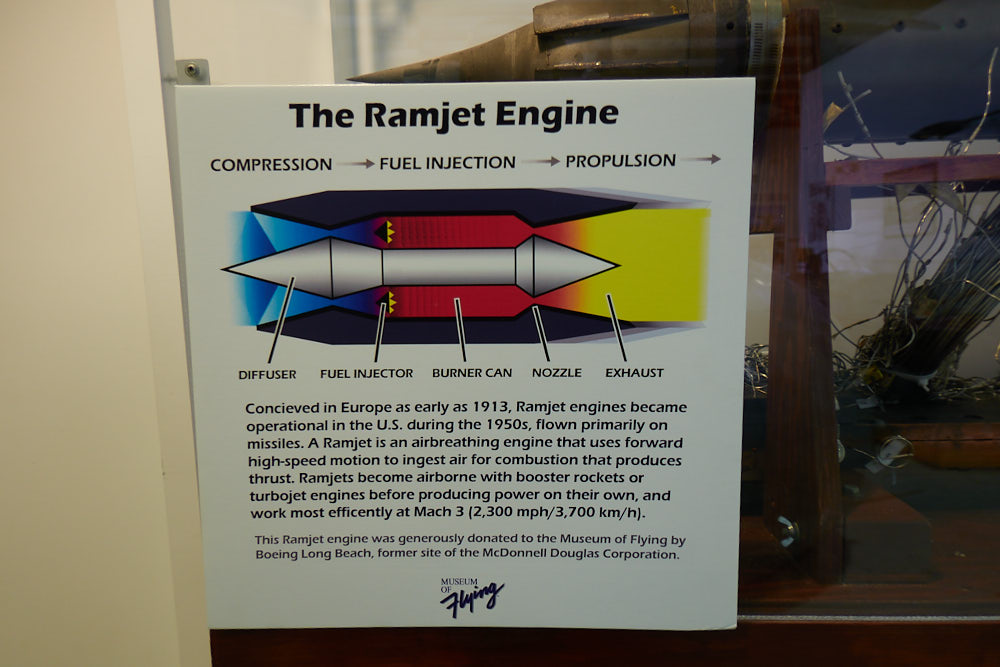 The Ramjet Engine
COMPRESSION FUEL INJECTION PROPULSION
DIFFUSER FUEL INJECTOR BURNER CAN NOZZLE EXHAUST
Concieved in Europe as early as 1913, Ramjet engines became
operational in the U.S. during the 1950s, flown primarily on
missiles. A Ramjet is an airbreathing engine that uses forward
high-speed motion to ingest air for combustion that produces
thrust. Ramjets become airborne with booster rockets or
turbojet engines before producing power on their own, and
work most efficently at Mach 3 (2,300 mph/3,700 km/h).
This Ramjet engine was generously donated to the Museum of Flying by
Boeing Long Beach, former site of the McDonnell Douglas Corporation.
MUSEUM
OF
Flying